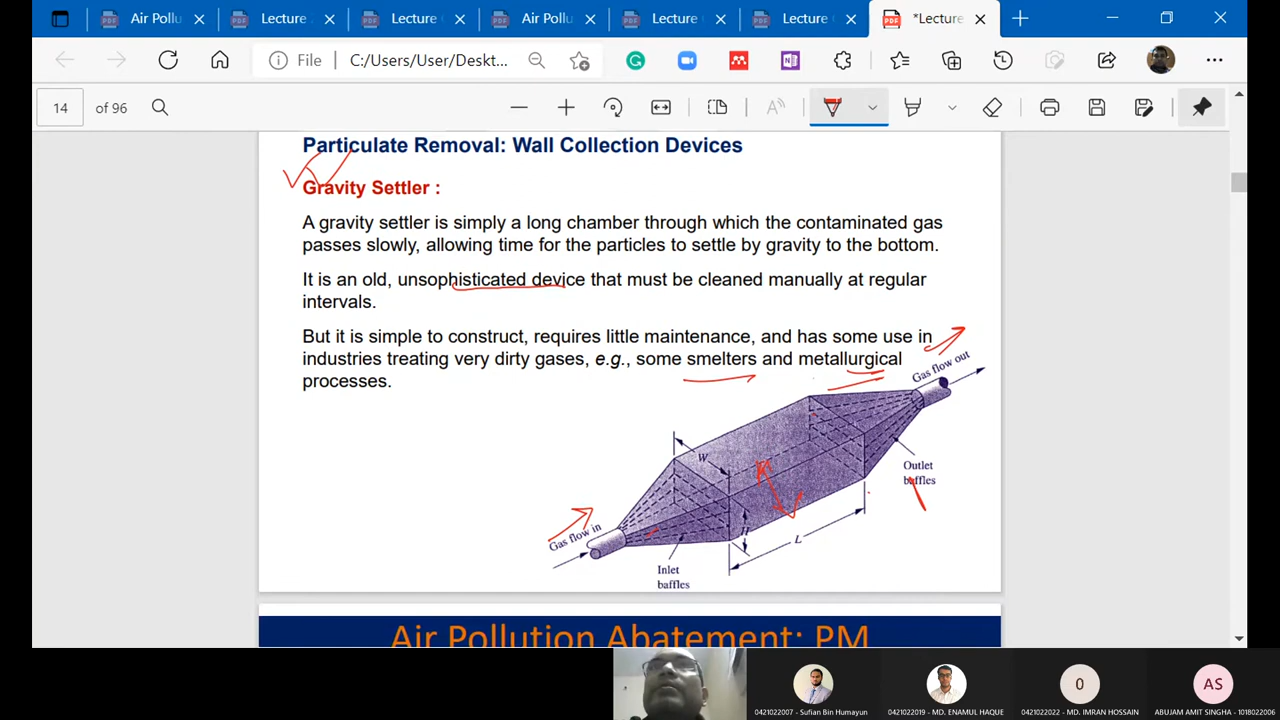 Air Pollu
Lecture
Lecture
Air Pollu
Lecture
Lecture
*Lecture
File
C:/Users/User/Deskt...
14
of 96
Particulate Removal: Wall Collection Devices
Gravity Settler :
A gravity settler is simply a long chamber through which the contaminated gas
passes slowly, allowing time for the particles to settle by gravity to the bottom.
It is an old, unsophisticated device that must be cleaned manually at regular
intervals.
But it is simple to construct, requires little maintenance, and has some use in
industries treating very dirty gases, e.g., some smelters and metallurgical
processes.
Gas flow out
W
Outlet
baffles
H
Gas flow in
L
Inlet
baffles
Air Pollution Abatement: PM
0
AS
0421022007 - Sufian Bin Humayun
0421022019 - MD. ENAMUL HAQUE
0421022022 - MD. IMRAN HOSSAIN
ABUJAM AMIT SINGHA - 1018022006